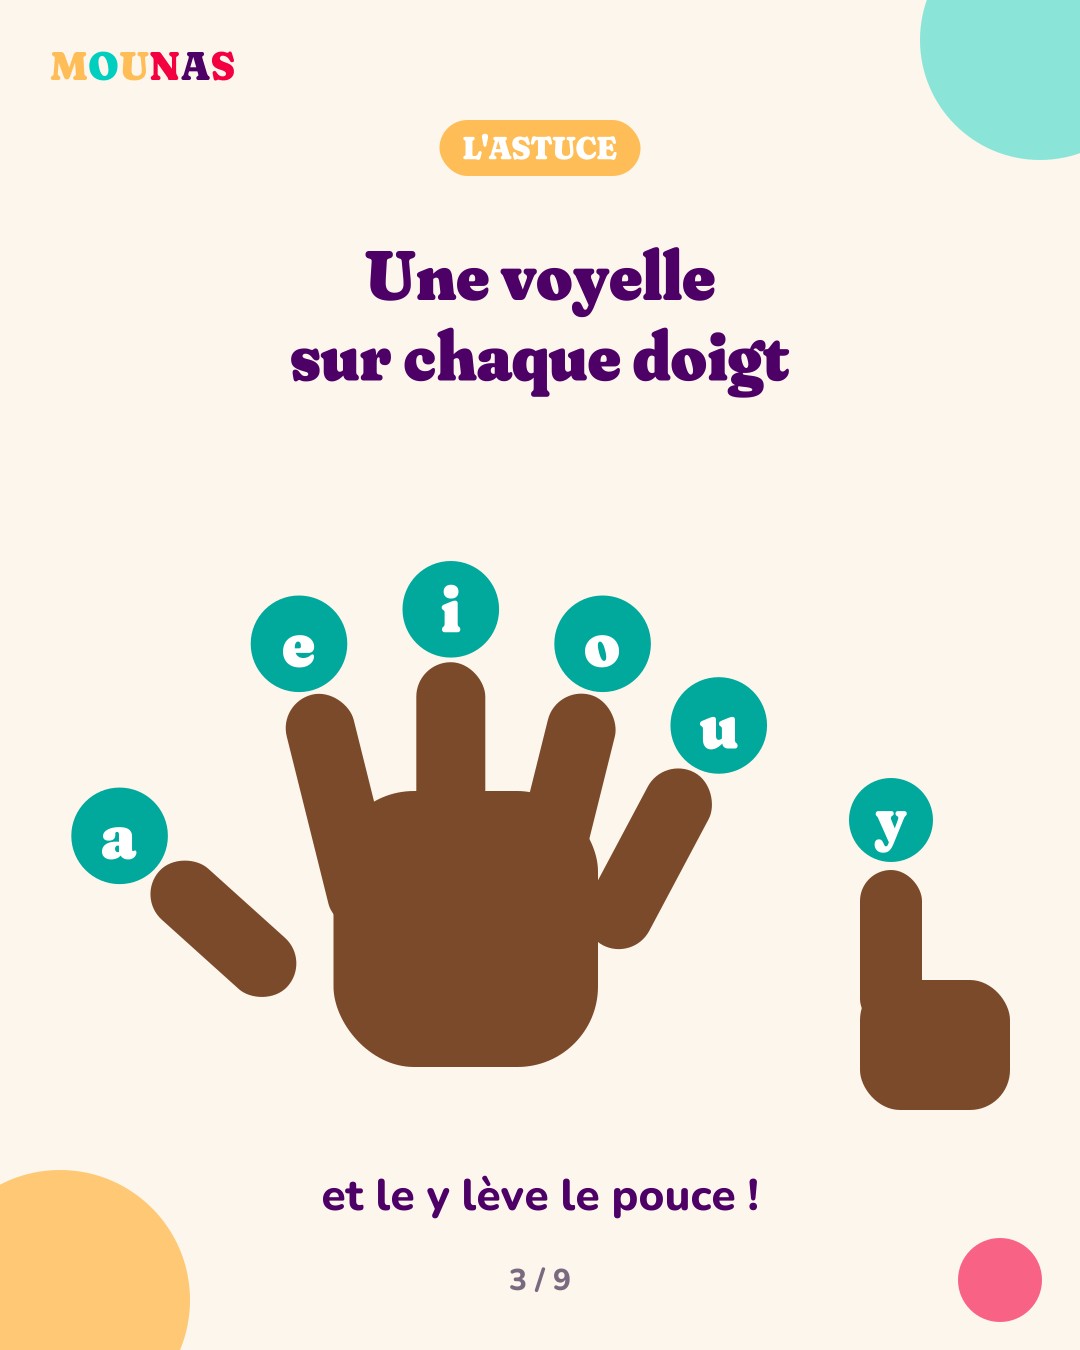 MOUNAS
L'ASTUCE
Une voyelle
sur chaque doigt
i
e
o
u
a
y
et le y lève le pouce !
3 / 9